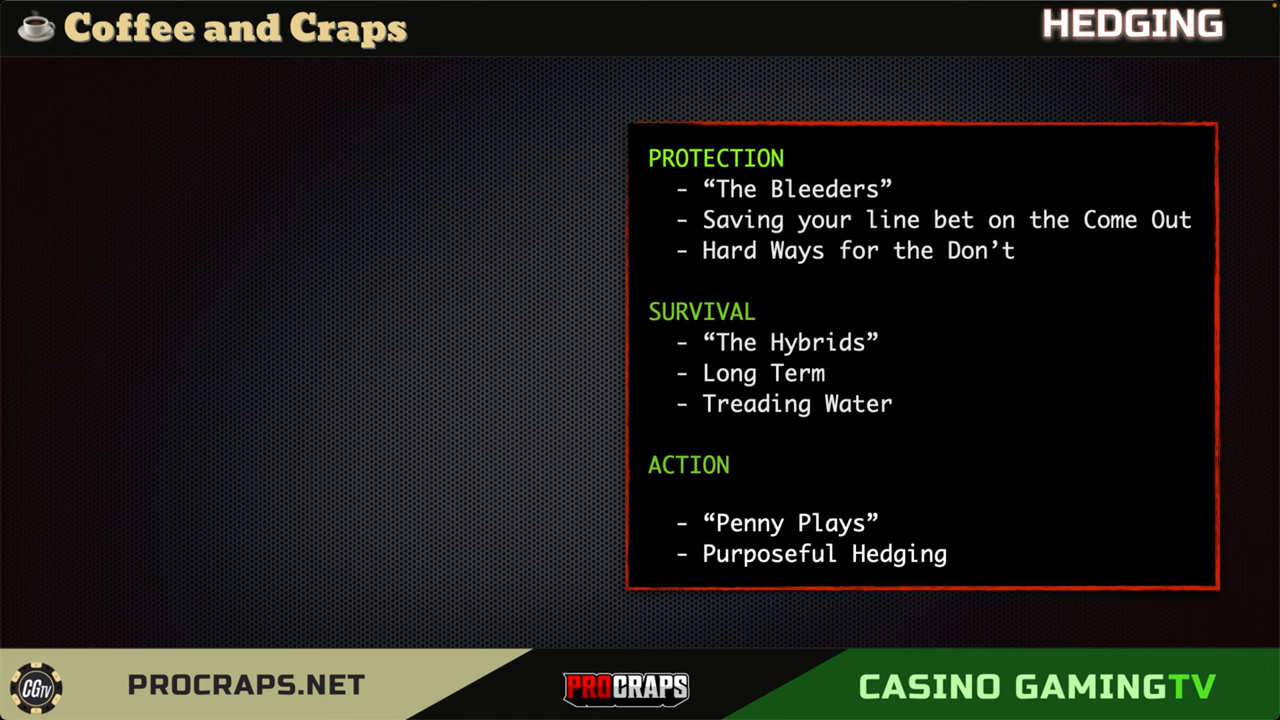 Coffee and Craps
HEDGING
PROTECTION
- “The Bleeders”
- Saving your line bet on the Come Out
- Hard Ways for the Don’t
SURVIVAL
- “The Hybrids”
- Long Term
- Treading Water
ACTION
- “Penny Plays”
- Purposeful Hedging
CGTV
PROCRAPS.NET
PROCRAPS
CASINO GAMINGTV